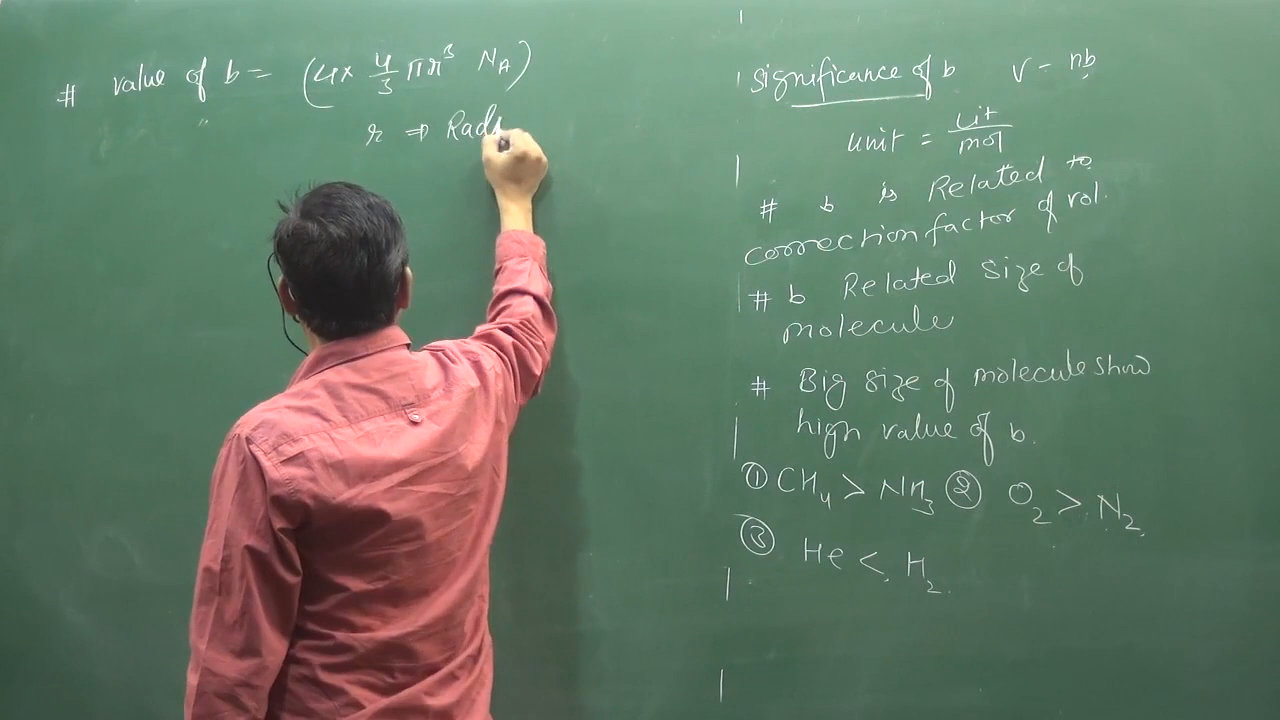 # value of b = (4 × 4/3 πr³ N_A)
r ⇒ Rad
significance of b V - nb
unit = Lit/mol
# b is Related to
correction factor of vol.
# b Related size of
molecule
# Big size of molecule show
high value of b.
① CH₄ > NH₃ ② O₂ > N₂
③ He < H₂